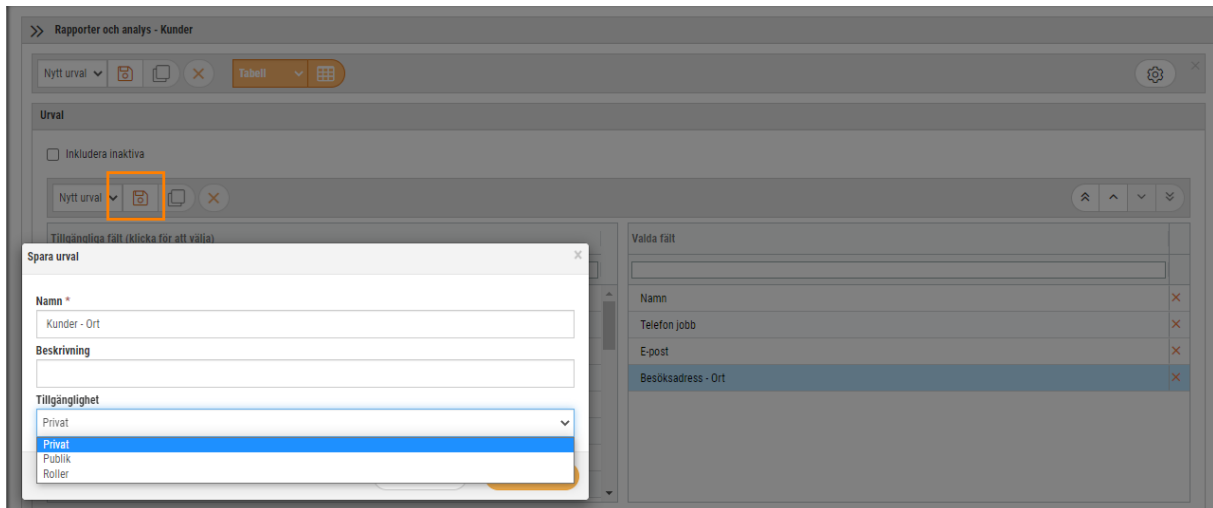 Rapporter och analys - Kunder
Nytt urval
Tabell
Urval
Inkludera inaktiva
Nytt urval
Tillgängliga fält (klicka för att välja)
Valda fält
Spara urval
Namn *
Kunder - Ort
Beskrivning
Tillgänglighet
Privat
Privat
Publik
Roller
Namn
Telefon jobb
E-post
Besöksadress - Ort